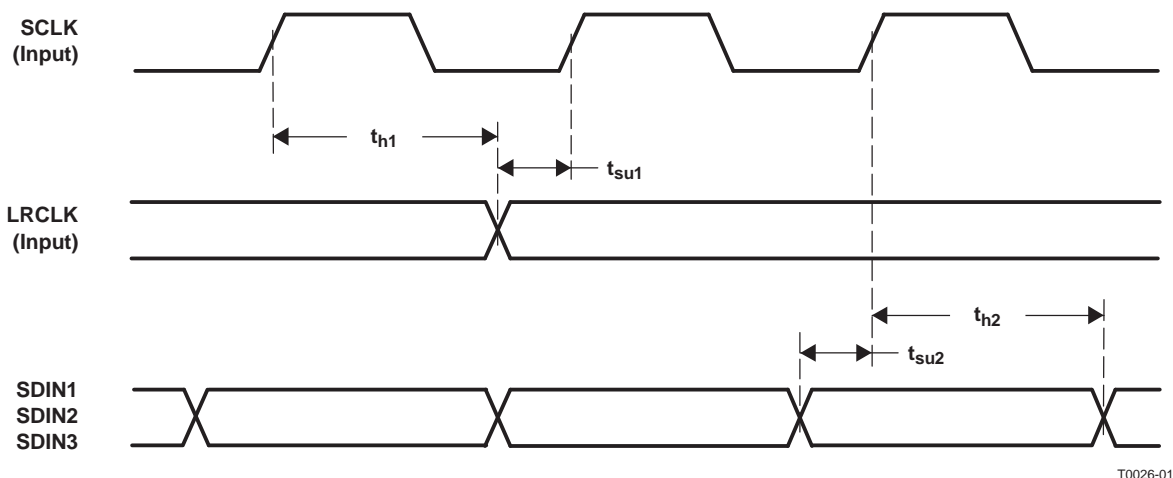 SCLK
(Input)
th1
tsu1
LRCLK
(Input)
th2
tsu2
SDIN1
SDIN2
SDIN3
T0026-01